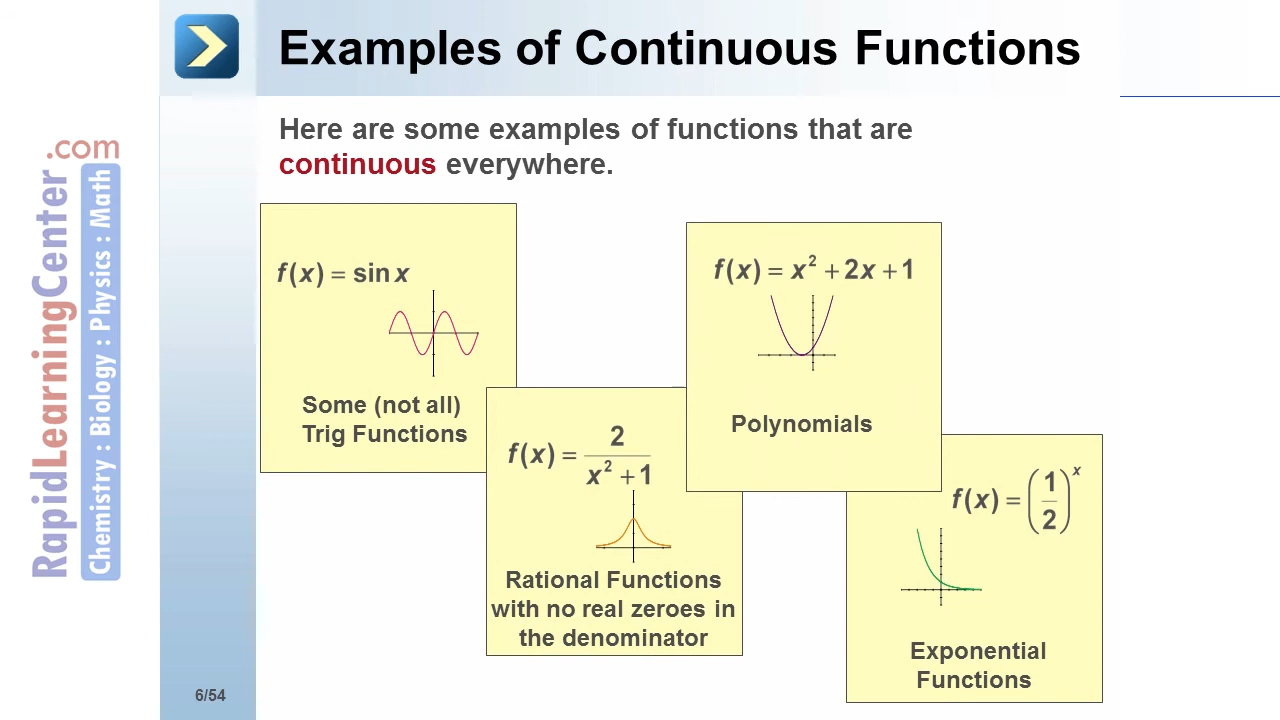 Examples of Continuous Functions
Here are some examples of functions that are
continuous everywhere.
f(x) = sin x
Some (not all)
Trig Functions
f(x) = 2/(x² + 1)
Rational Functions
with no real zeroes in
the denominator
f(x) = x² + 2x + 1
Polynomials
f(x) = (1/2)ˣ
Exponential
Functions
RapidLearningCenter.com
Chemistry : Biology : Physics : Math
6/54